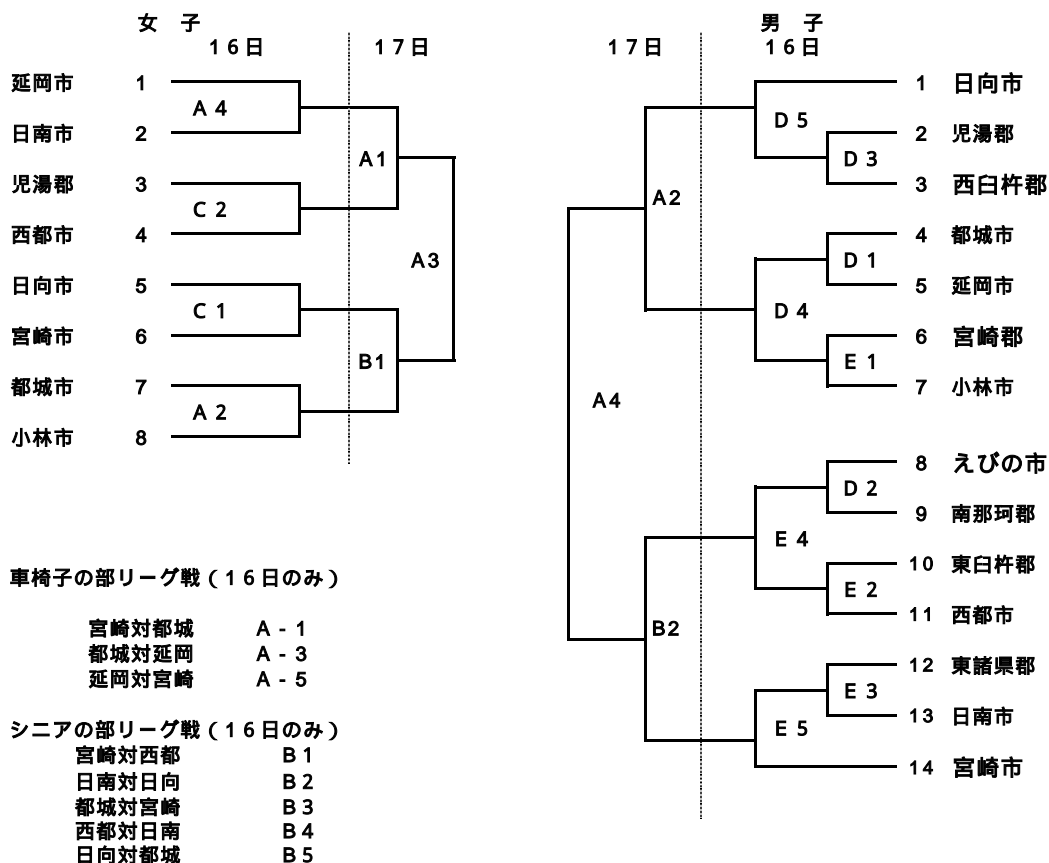 女　子
１６日　１７日
延岡市　1
Ａ４
日南市　2
A1
児湯郡　3
Ｃ２
西都市　4
A3
日向市　5
Ｃ１
宮崎市　6
B1
都城市　7
Ａ２
小林市　8
車椅子の部リーグ戦（１６日のみ）
宮崎対都城　Ａ-１
都城対延岡　Ａ-３
延岡対宮崎　Ａ-５
シニアの部リーグ戦（１６日のみ）
宮崎対西都　Ｂ１
日南対日向　Ｂ２
都城対宮崎　Ｂ３
西都対日南　Ｂ４
日向対都城　Ｂ５
男　子
１７日　１６日
1　日向市
Ｄ５
2　児湯郡
Ｄ３
3　西臼杵郡
A2
4　都城市
Ｄ１
5　延岡市
Ｄ４
6　宮崎郡
Ｅ１
7　小林市
A4
8　えびの市
Ｄ２
9　南那珂郡
Ｅ４
10　東臼杵郡
Ｅ２
11　西都市
B2
12　東諸県郡
Ｅ３
13　日南市
Ｅ５
14　宮崎市